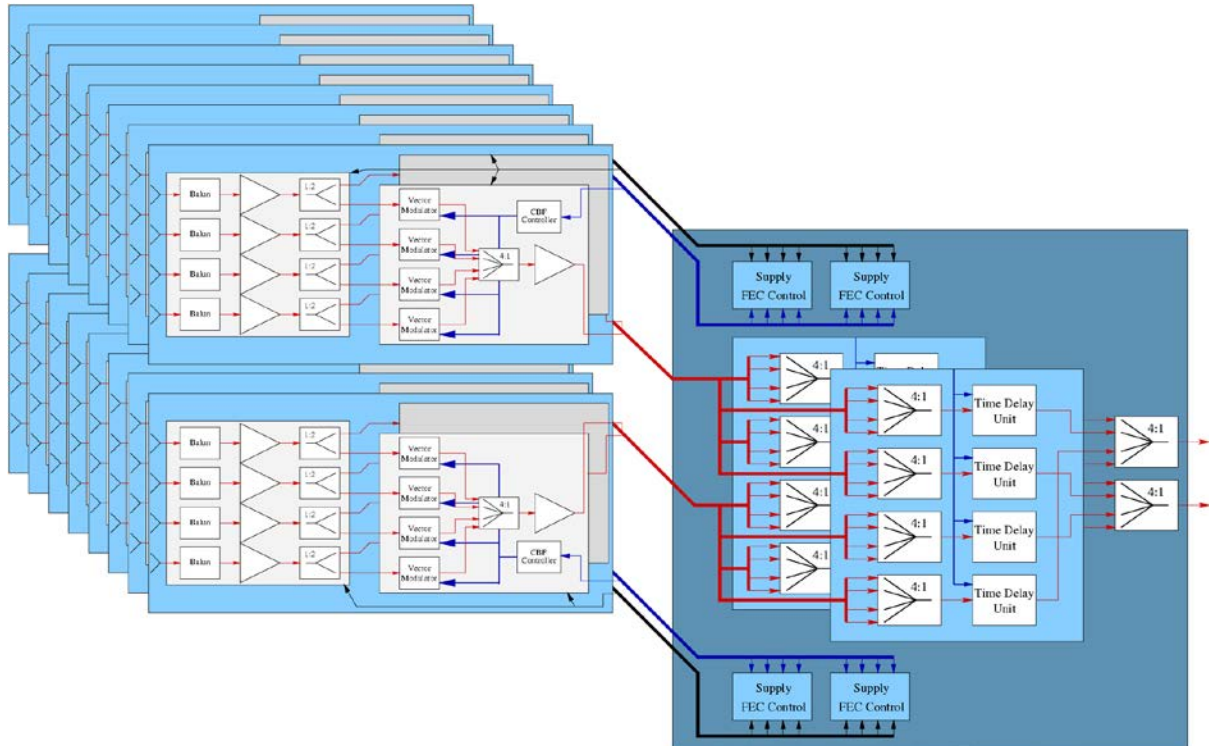 Balun
1:2
Balun
1:2
Balun
1:2
Balun
1:2
Vector
Modulator
Vector
Modulator
Vector
Modulator
Vector
Modulator
CBF
Controller
4:1
Balun
1:2
Balun
1:2
Balun
1:2
Balun
1:2
Vector
Modulator
Vector
Modulator
Vector
Modulator
Vector
Modulator
4:1
CBF
Controller
Supply
FEC Control
Supply
FEC Control
4:1
Time Delay
4:1
4:1
4:1
4:1
Time Delay
Unit
4:1
Time Delay
Unit
4:1
Time Delay
Unit
4:1
Time Delay
Unit
4:1
4:1
Supply
FEC Control
Supply
FEC Control